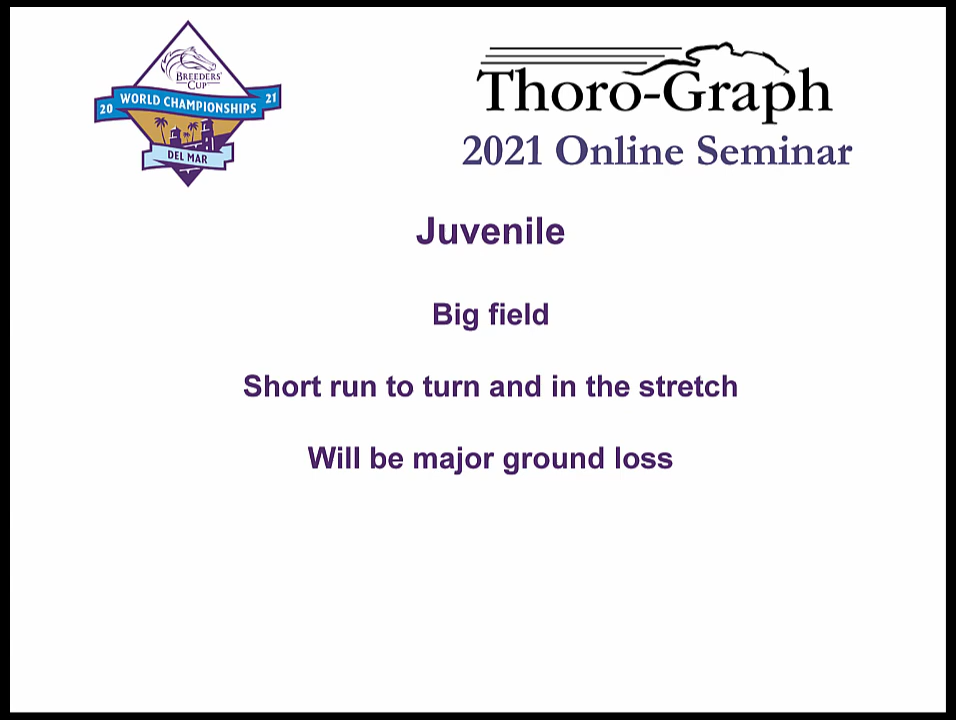 BREEDERS'
CUP
20 WORLD CHAMPIONSHIPS 21
DEL MAR
Thoro-Graph
2021 Online Seminar
Juvenile
Big field
Short run to turn and in the stretch
Will be major ground loss